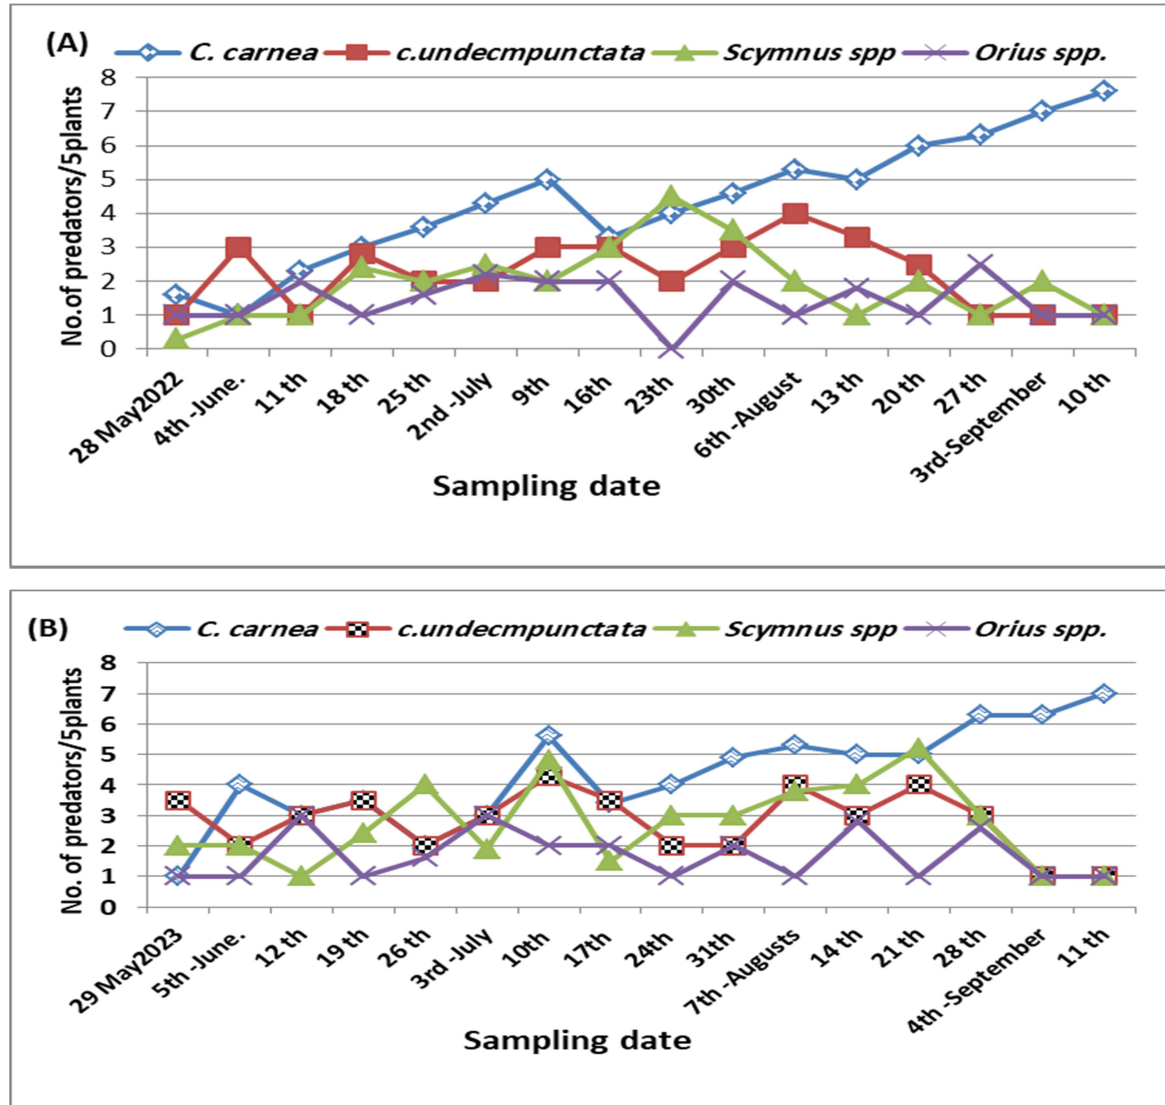 (A)
C. carnea c.undecmpunctata Scymnus spp Orius spp.
No.of predators/5plants
8
7
6
5
4
3
2
1
0
28 May2022 4th -June. 11 th 18 th 25 th 2nd -July 9th 16th 23th 30th 6th -August 13 th 20 th 27 th 3rd-September 10 th
Sampling date
(B)
C. carnea c.undecmpunctata Scymnus spp Orius spp.
No. of predators/5plants
8
7
6
5
4
3
2
1
0
29 May2023 5th -June. 12 th 19 th 26 th 3rd -July 10th 17th 24th 31th 7th -Augusts 14 th 21 th 28 th 4th -September 11 th
Sampling date